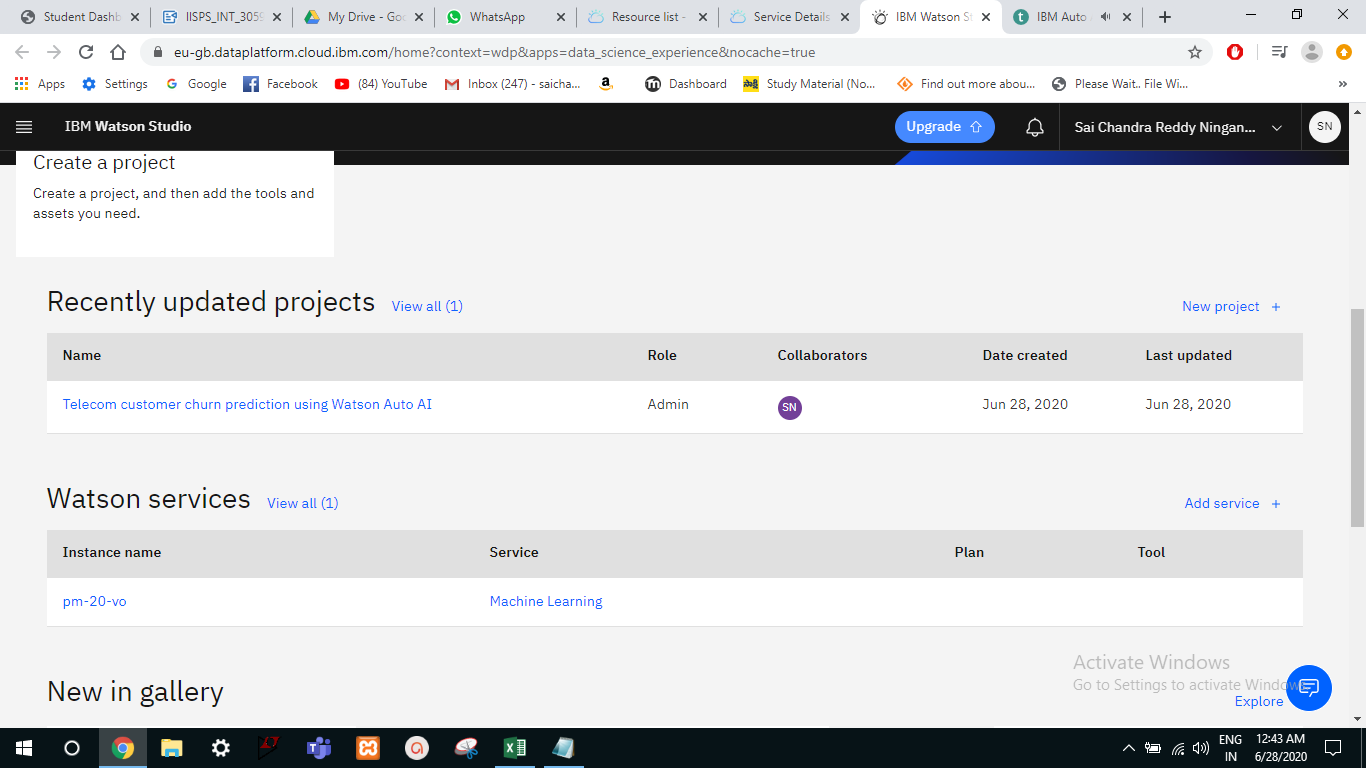 Student Dashb
IISPS_INT_3059
My Drive - Goo
WhatsApp
Resource list -
Service Details
IBM Watson St
IBM Auto
eu-gb.dataplatform.cloud.ibm.com/home?context=wdp&apps=data_science_experience&nocache=true
Apps
Settings
Google
Facebook
(84) YouTube
Inbox (247) - saicha...
Dashboard
Study Material (No...
Find out more abou...
Please Wait.. File Wi...
IBM Watson Studio
Upgrade
Sai Chandra Reddy Ningan...
SN
Create a project
Create a project, and then add the tools and
assets you need.
Recently updated projects View all (1) New project +
Name Role Collaborators Date created Last updated
Telecom customer churn prediction using Watson Auto AI Admin SN Jun 28, 2020 Jun 28, 2020
Watson services View all (1) Add service +
Instance name Service Plan Tool
pm-20-vo Machine Learning
Activate Windows
Go to Settings to activate Windows.
New in gallery
Explore
ENG
IN
12:43 AM
6/28/2020